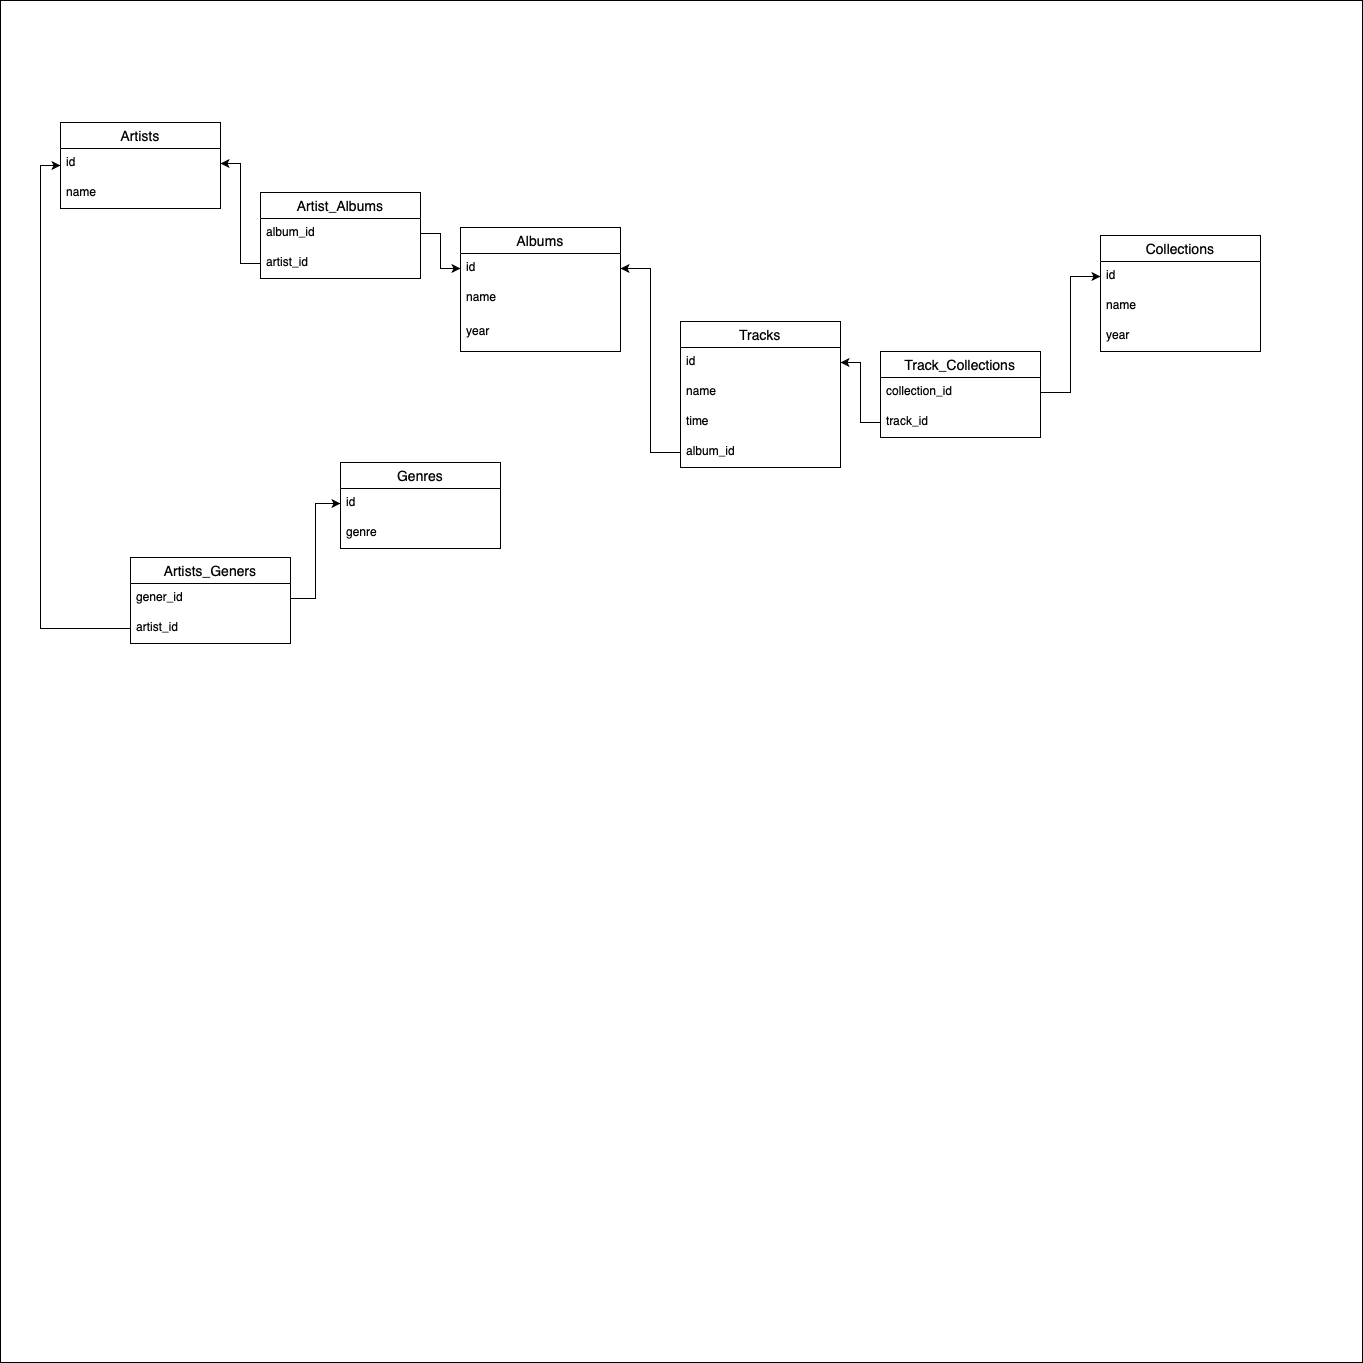 Artists
id
name
Artist_Albums
album_id
artist_id
Albums
id
name
year
Tracks
id
name
time
album_id
Track_Collections
collection_id
track_id
Collections
id
name
year
Genres
id
genre
Artists_Geners
gener_id
artist_id